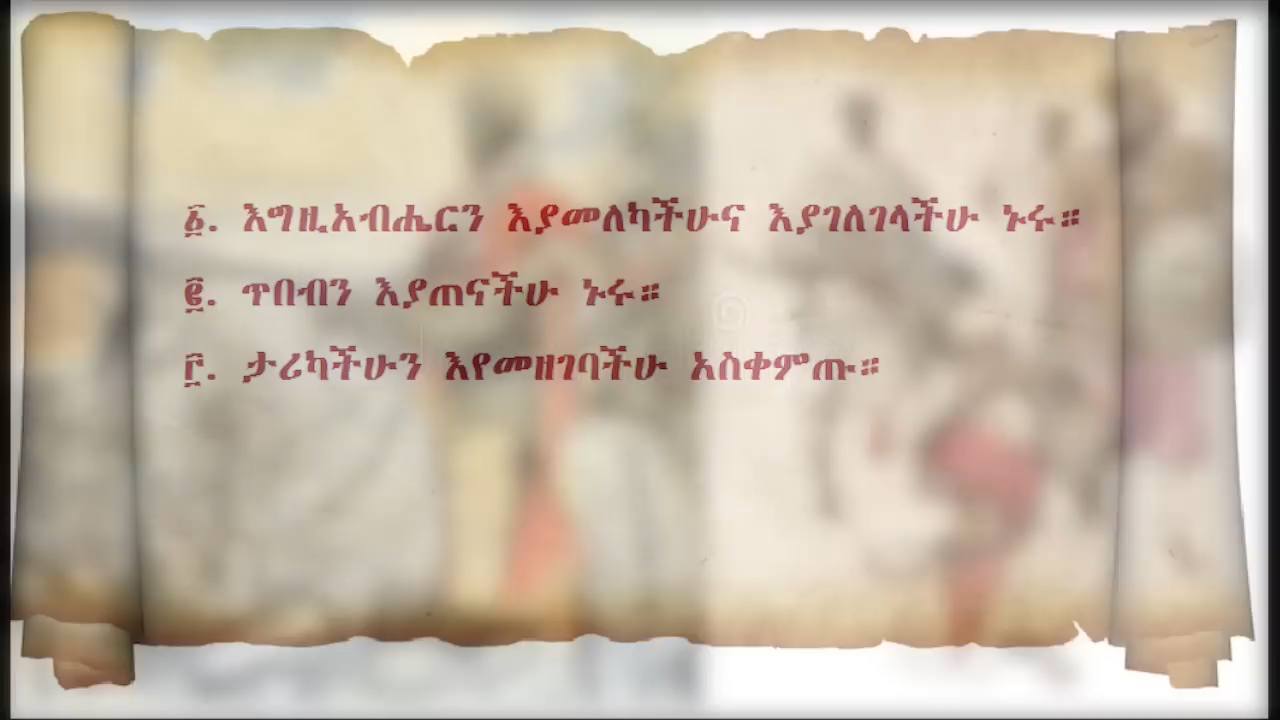 ፩. እግዚአብሔርን እያመለካችሁና እያገለገላችሁ ኑሩ።
፪. ጥበብን እያጠናችሁ ኑሩ።
፫. ታሪካችሁን እየመዘገባችሁ አስቀምጡ።